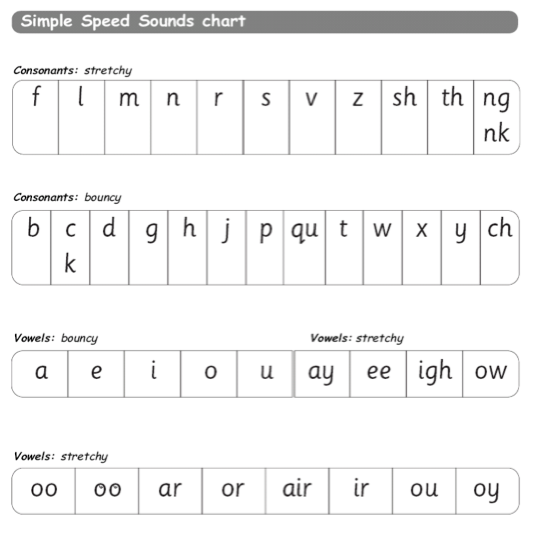 Simple Speed Sounds chart
Consonants: stretchy
f l m n r s v z sh th ng
nk
Consonants: bouncy
b c d g h j p qu t w x y ch
k
Vowels: bouncy Vowels: stretchy
a e i o u ay ee igh ow
Vowels: stretchy
oo oo ar or air ir ou oy